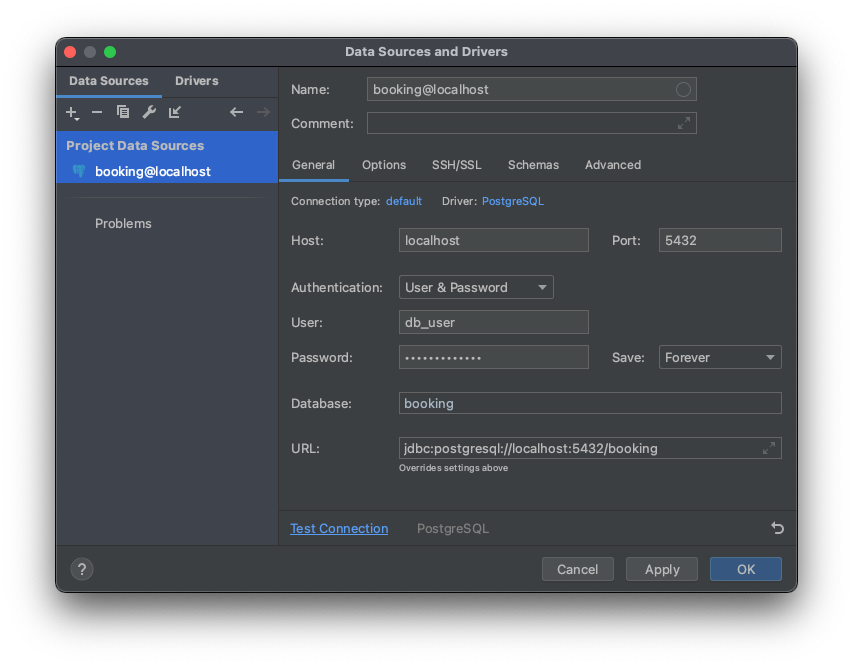 Data Sources and Drivers
Data Sources Drivers
Project Data Sources
booking@localhost
Problems
Name: booking@localhost
Comment:
General Options SSH/SSL Schemas Advanced
Connection type: default Driver: PostgreSQL
Host: localhost Port: 5432
Authentication: User & Password
User: db_user
Password: ••••••••••••• Save: Forever
Database: booking
URL: jdbc:postgresql://localhost:5432/booking
Overrides settings above
Test Connection PostgreSQL
? Cancel Apply OK